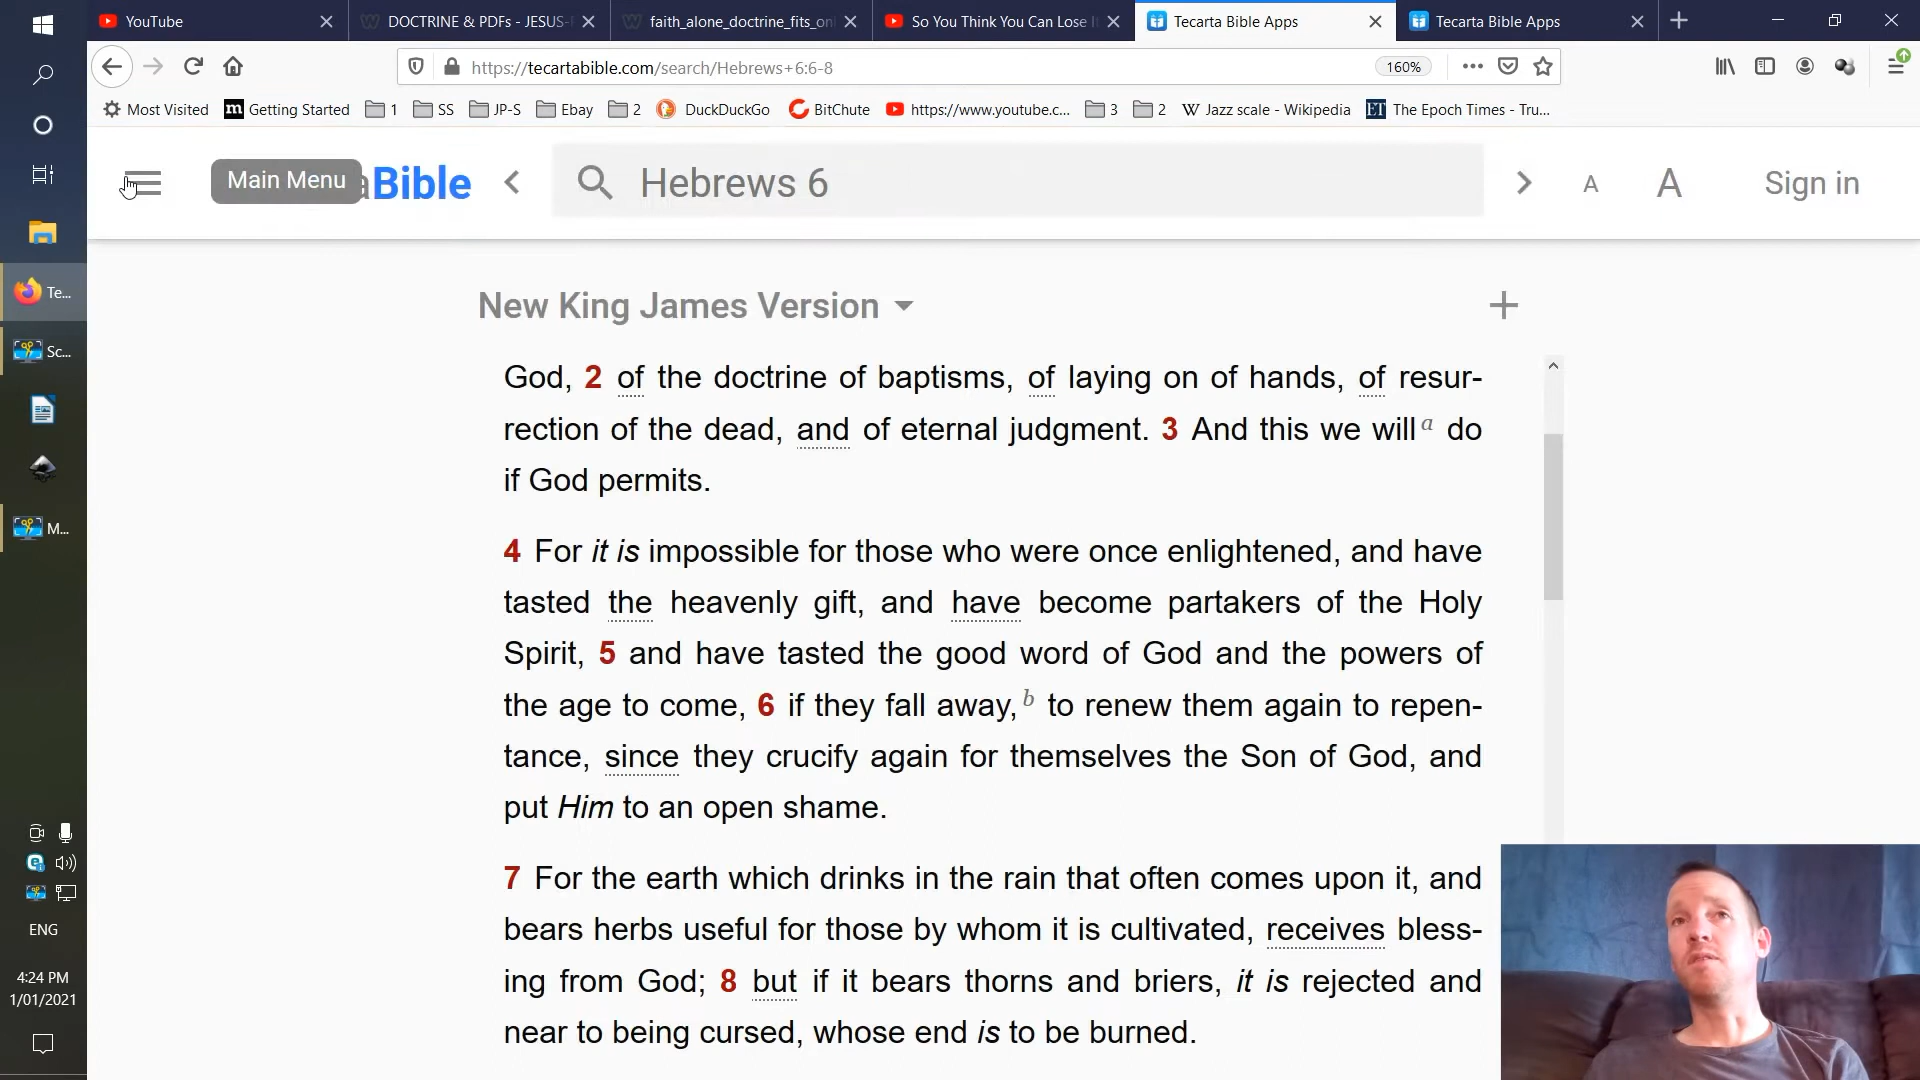 YouTube
DOCTRINE & PDFs - JESUS-
faith_alone_doctrine_fits_on
So You Think You Can Lose I
Tecarta Bible Apps
Tecarta Bible Apps
https://tecartabible.com/search/Hebrews+6:6-8
160%
Most Visited
m Getting Started
1
SS
JP-S
Ebay
2
DuckDuckGo
BitChute
https://www.youtube.c...
3
2
W Jazz scale - Wikipedia
ET The Epoch Times - Tru...
Main Menu
aBible
Hebrews 6
A
A
Sign in
New King James Version
God, 2 of the doctrine of baptisms, of laying on of hands, of resur-
rection of the dead, and of eternal judgment. 3 And this we will a do
if God permits.
4 For it is impossible for those who were once enlightened, and have
tasted the heavenly gift, and have become partakers of the Holy
Spirit, 5 and have tasted the good word of God and the powers of
the age to come, 6 if they fall away, b to renew them again to repen-
tance, since they crucify again for themselves the Son of God, and
put Him to an open shame.
7 For the earth which drinks in the rain that often comes upon it, and
bears herbs useful for those by whom it is cultivated, receives bless-
ing from God; 8 but if it bears thorns and briers, it is rejected and
near to being cursed, whose end is to be burned.
Te...
Sc...
M...
ENG
4:24 PM
1/01/2021